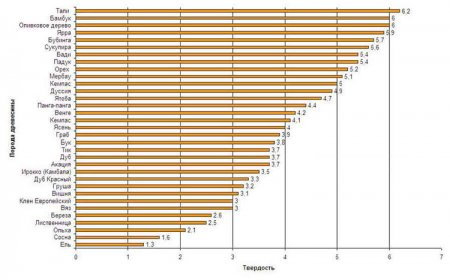 Порода древесины
Тали 6,2
Бамбук 6
Оливковое дерево 6
Ярра 5,9
Бубинга 5,7
Сукупира 5,6
Бади 5,4
Падук 5,4
Орех 5,2
Мербау 5,1
Кемпас 5
Дуссия 4,9
Ятоба 4,7
Панга-панга 4,4
Венге 4,2
Кемпас 4,1
Ясень 4
Граб 3,9
Бук 3,8
Тик 3,7
Дуб 3,7
Акация 3,7
Ирокко (Камбала) 3,5
Дуб Красный 3,3
Груша 3,2
Вишня 3,1
Клен Европейский 3
Вяз 3
Береза 2,6
Лиственница 2,5
Ольха 2,1
Сосна 1,6
Ель 1,3
0 1 2 3 4 5 6 7
Твердость